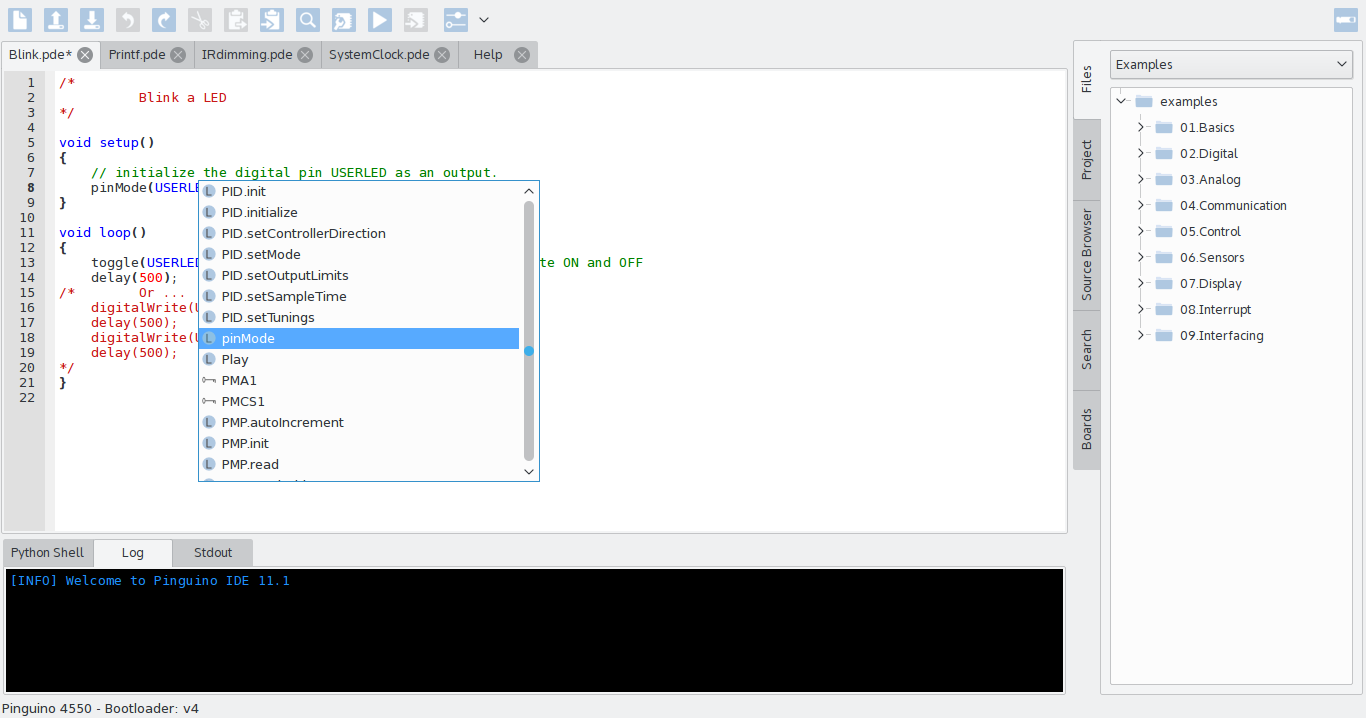 Blink.pde* Printf.pde IRdimming.pde SystemClock.pde Help
1 /*
2 Blink a LED
3 */
4
5 void setup()
6 {
7 // initialize the digital pin USERLED as an output.
8 pinMode(USERLE
9 }
10
11 void loop()
12 {
13 toggle(USERLED te ON and OFF
14 delay(500);
15 /* Or ...
16 digitalWrite(U
17 delay(500);
18 digitalWrite(U
19 delay(500);
20 */
21 }
22
PID.init
PID.initialize
PID.setControllerDirection
PID.setMode
PID.setOutputLimits
PID.setSampleTime
PID.setTunings
pinMode
Play
PMA1
PMCS1
PMP.autoIncrement
PMP.init
PMP.read
Files
Project
Source Browser
Search
Boards
Examples
examples
01.Basics
02.Digital
03.Analog
04.Communication
05.Control
06.Sensors
07.Display
08.Interrupt
09.Interfacing
Python Shell Log Stdout
[INFO] Welcome to Pinguino IDE 11.1
Pinguino 4550 - Bootloader: v4